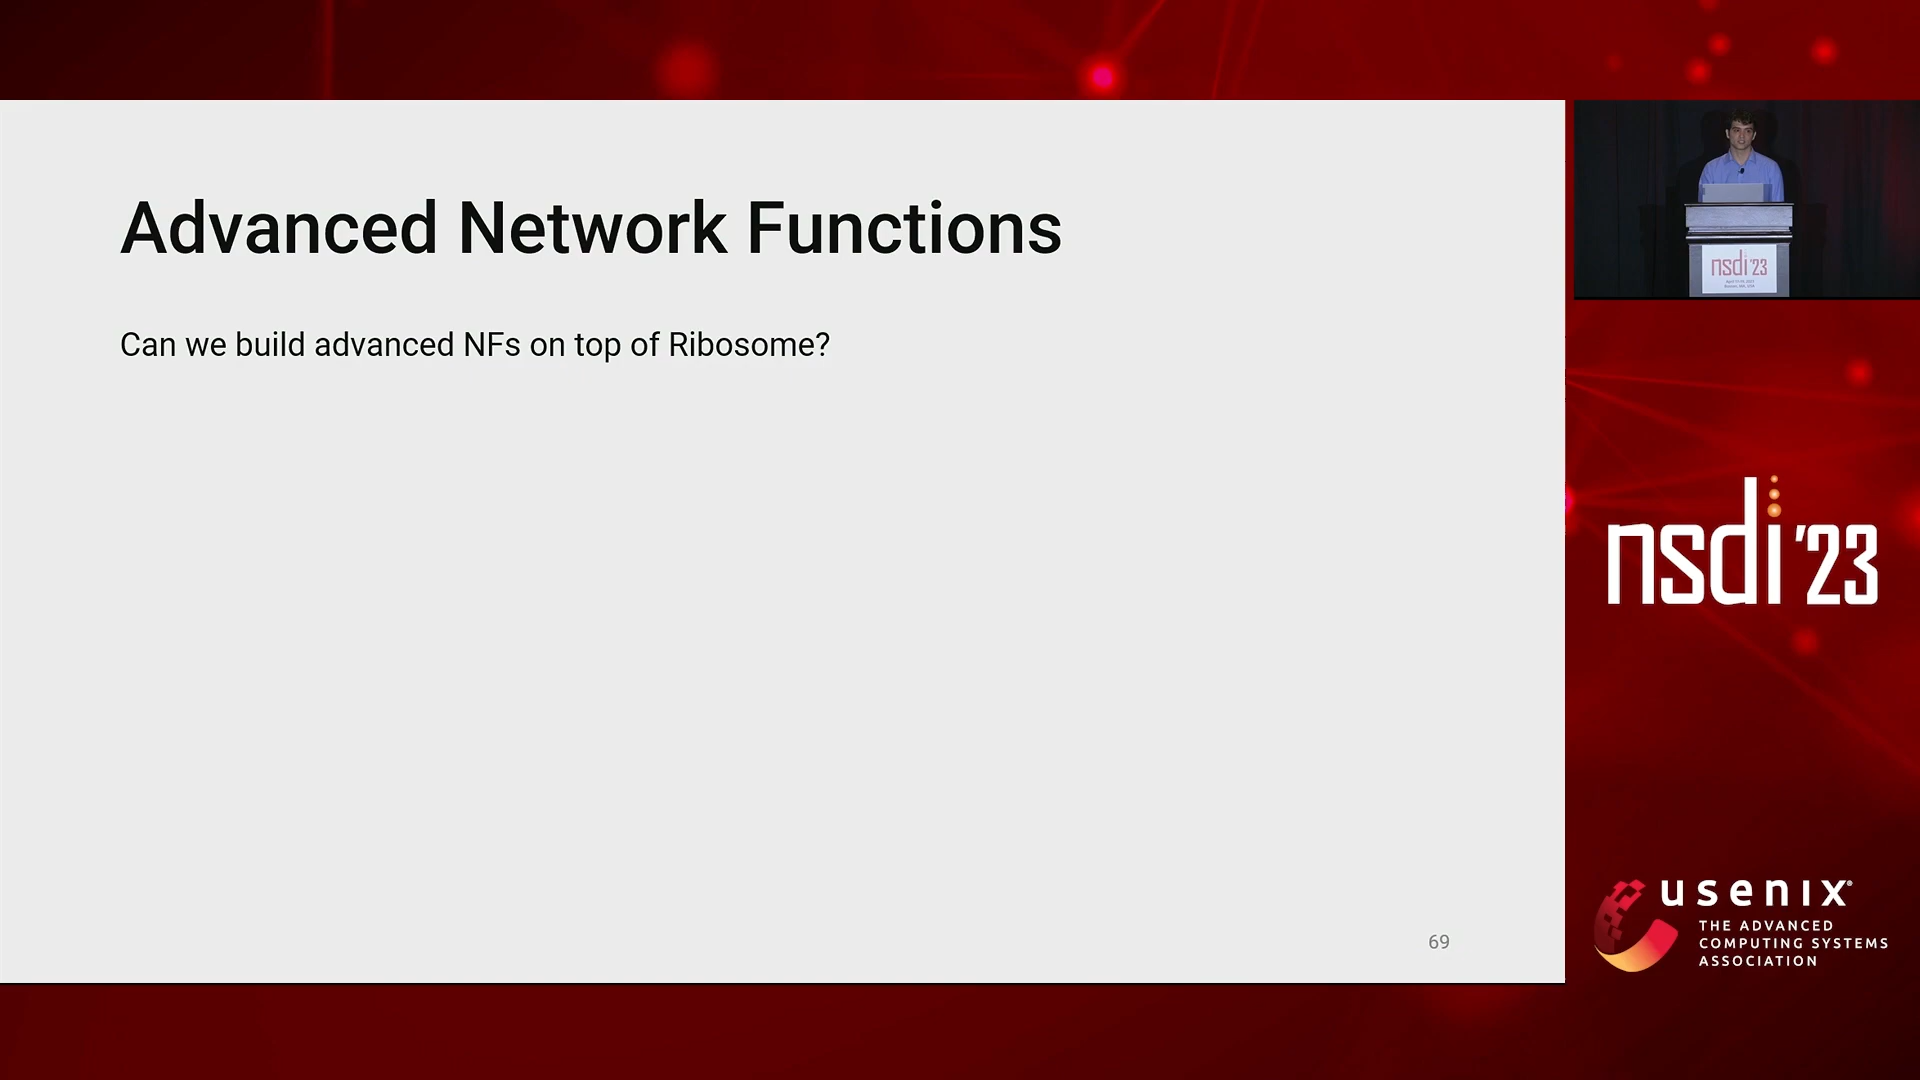 Advanced Network Functions
Can we build advanced NFs on top of Ribosome?
69
nsdi '23
nsdi '23
usenix®
THE ADVANCED
COMPUTING SYSTEMS
ASSOCIATION